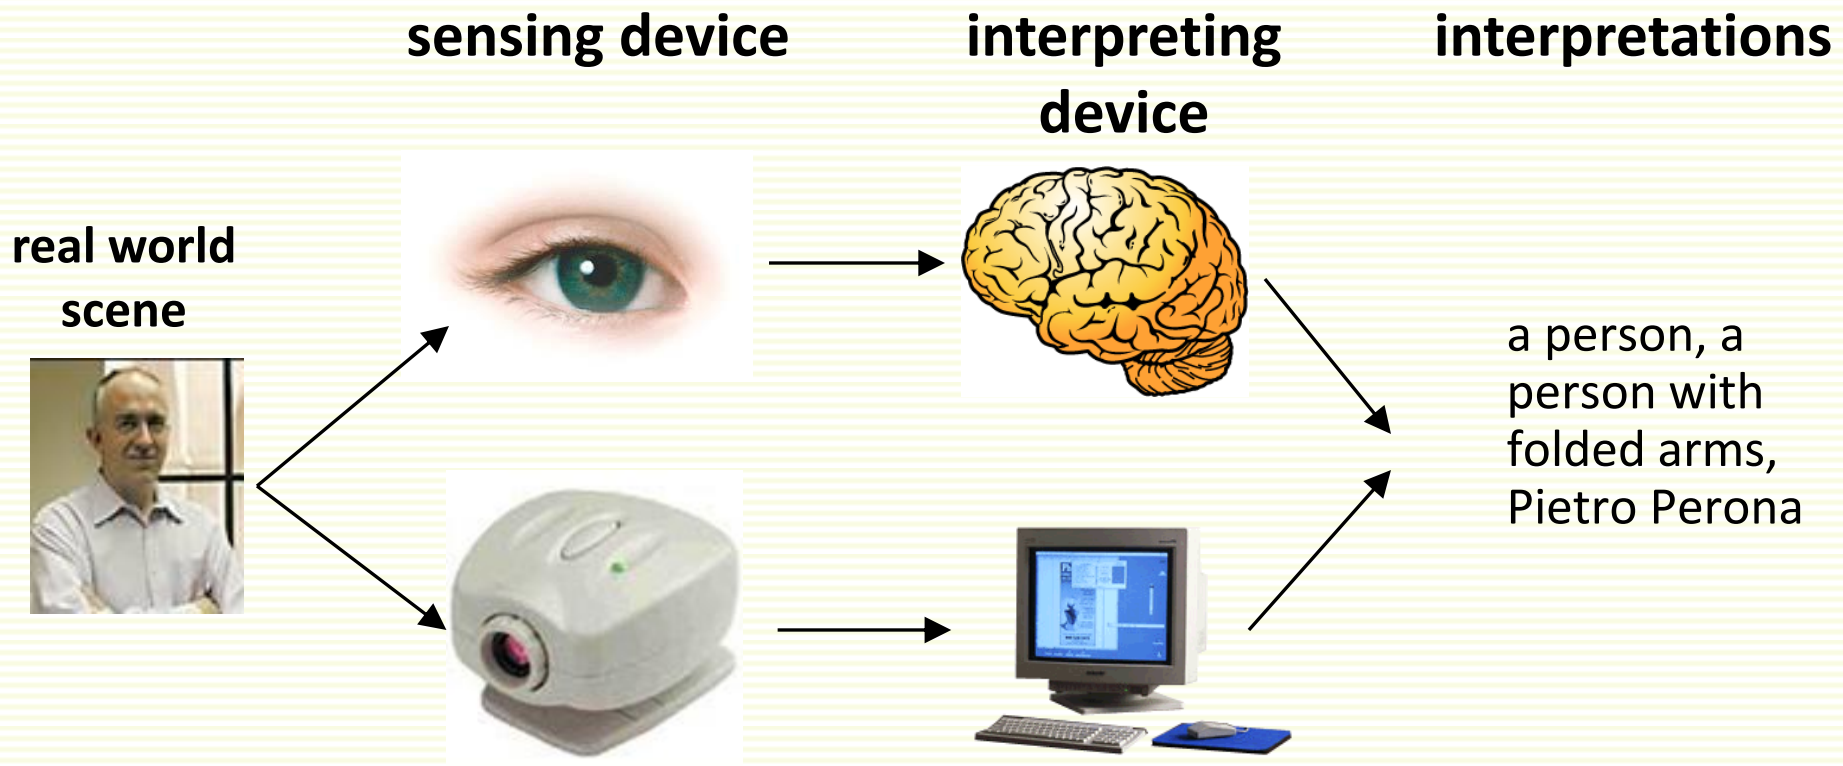 sensing device
interpreting
device
interpretations
real world
scene
a person, a
person with
folded arms,
Pietro Perona